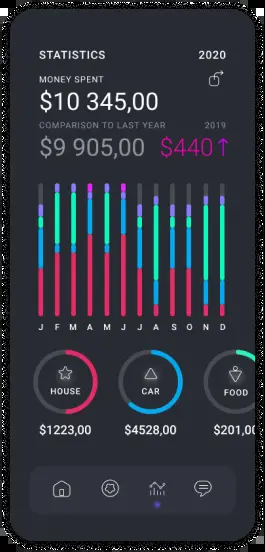 STATISTICS 2020
MONEY SPENT
$10 345,00
COMPARISON TO LAST YEAR 2019
$9 905,00 $440↑
J F M A M J J A S O N D
HOUSE CAR FOOD
$1223,00 $4528,00 $201,0